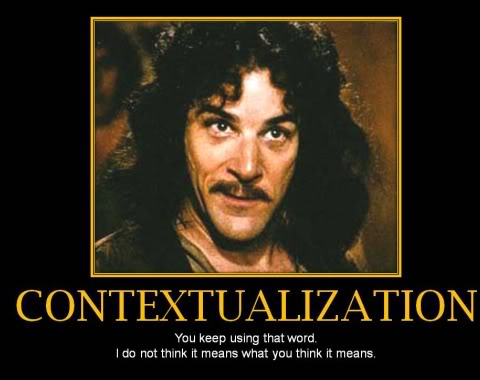 CONTEXTUALIZATION
You keep using that word.
I do not think it means what you think it means.